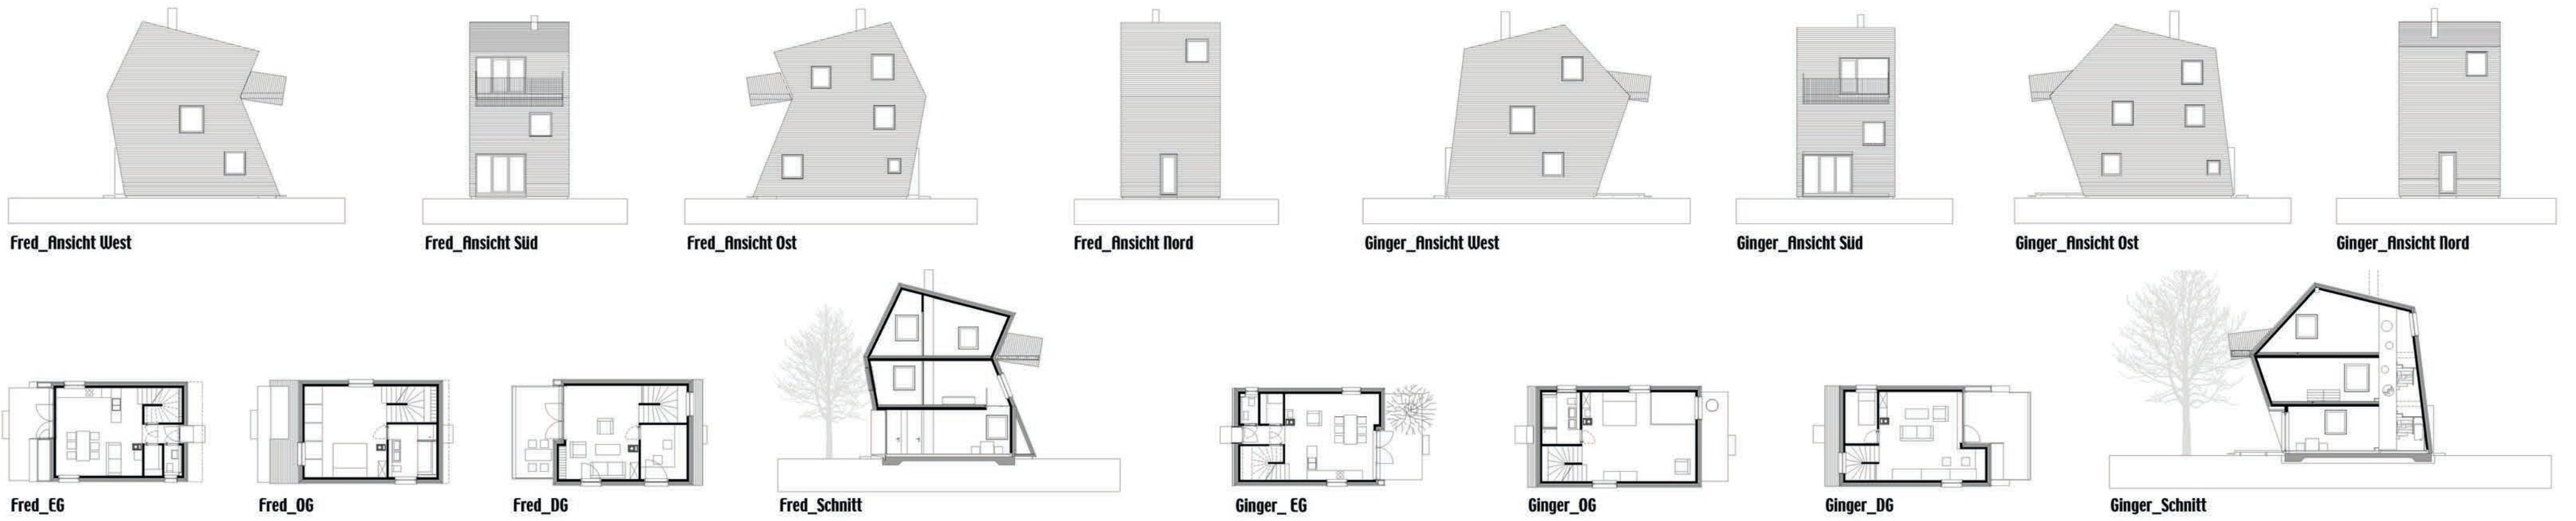 Fred_Ansicht West
Fred_Ansicht Süd
Fred_Ansicht Ost
Fred_Ansicht Nord
Ginger_Ansicht West
Ginger_Ansicht Süd
Ginger_Ansicht Ost
Ginger_Ansicht Nord
Fred_EG
Fred_OG
Fred_DG
Fred_Schnitt
Ginger_ EG
Ginger_OG
Ginger_DG
Ginger_Schnitt